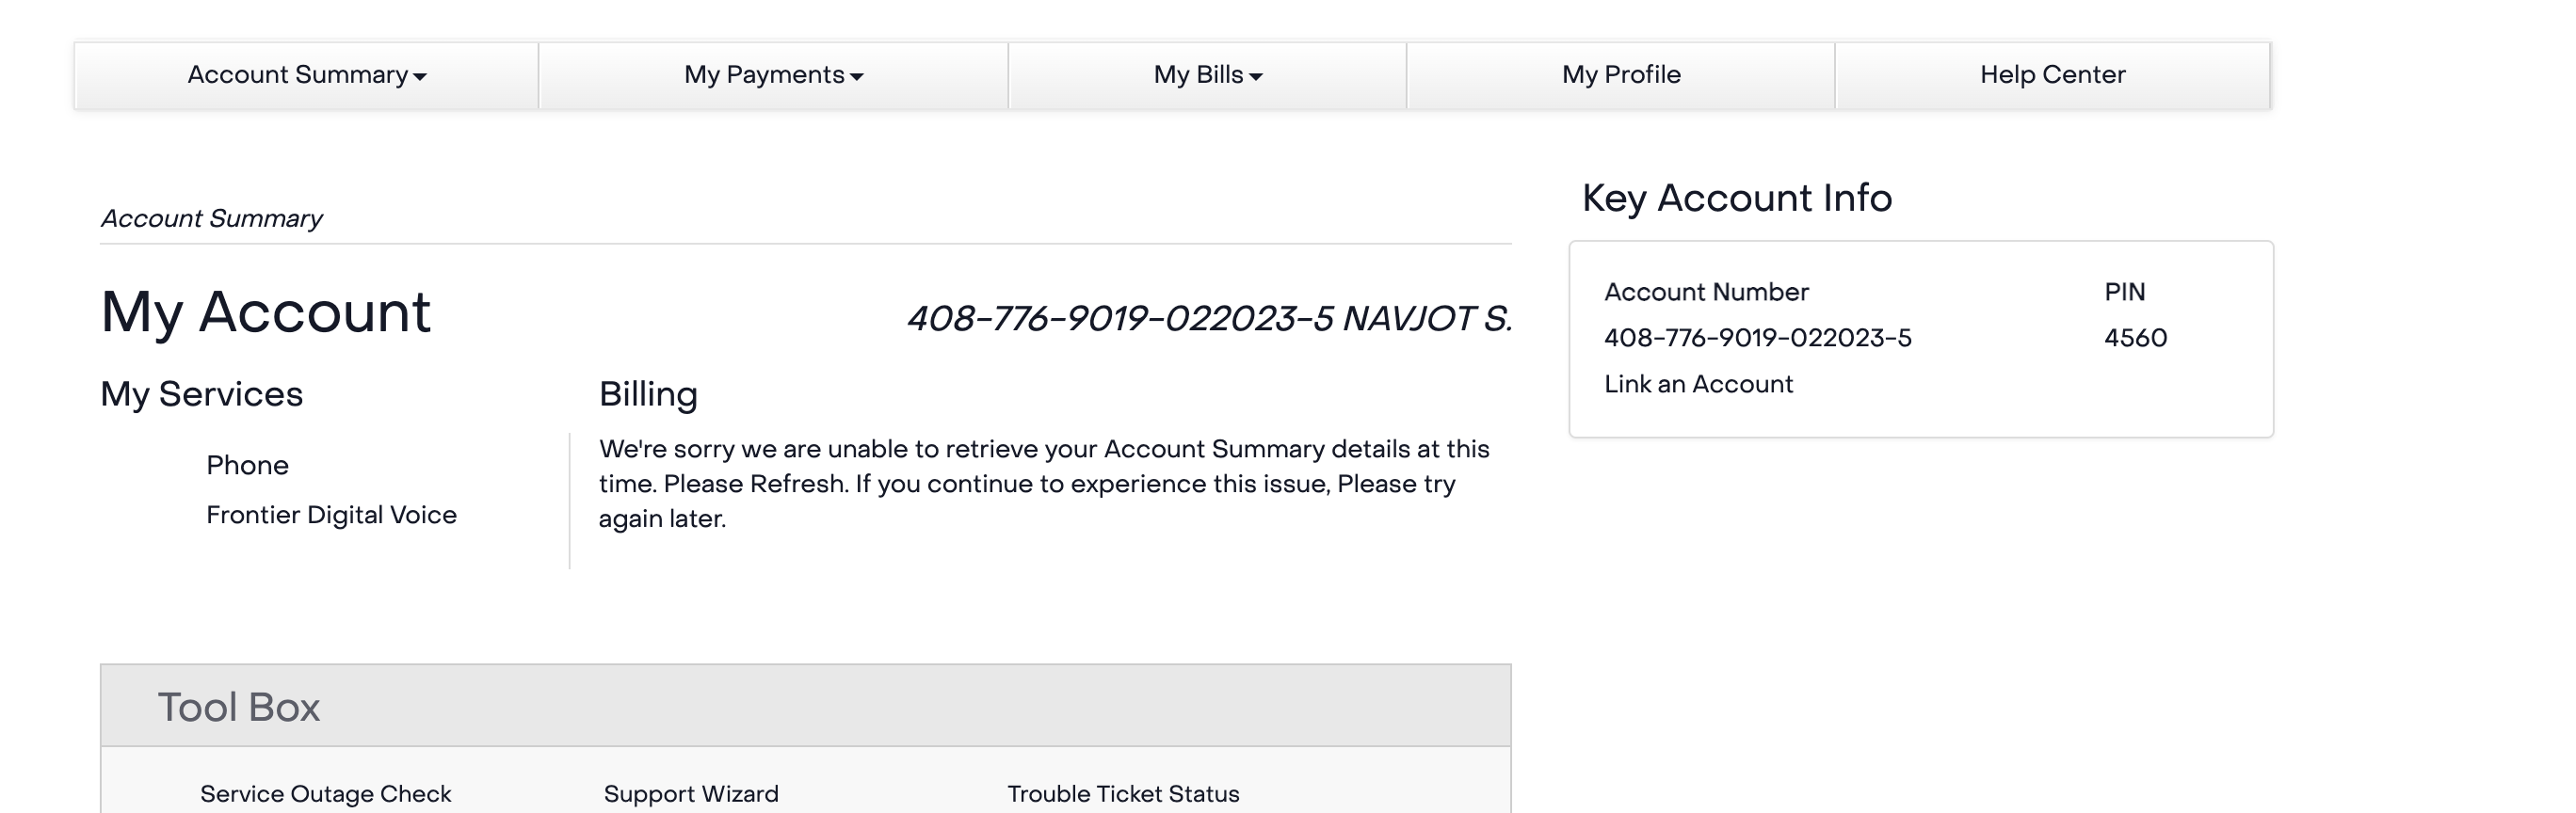 Account Summary
My Payments
My Bills
My Profile
Help Center
Account Summary
My Account
408-776-9019-022023-5 NAVJOT S.
My Services
Phone
Frontier Digital Voice
Billing
We're sorry we are unable to retrieve your Account Summary details at this
time. Please Refresh. If you continue to experience this issue, Please try
again later.
Key Account Info
Account Number PIN
408-776-9019-022023-5 4560
Link an Account
Tool Box
Service Outage Check Support Wizard Trouble Ticket Status